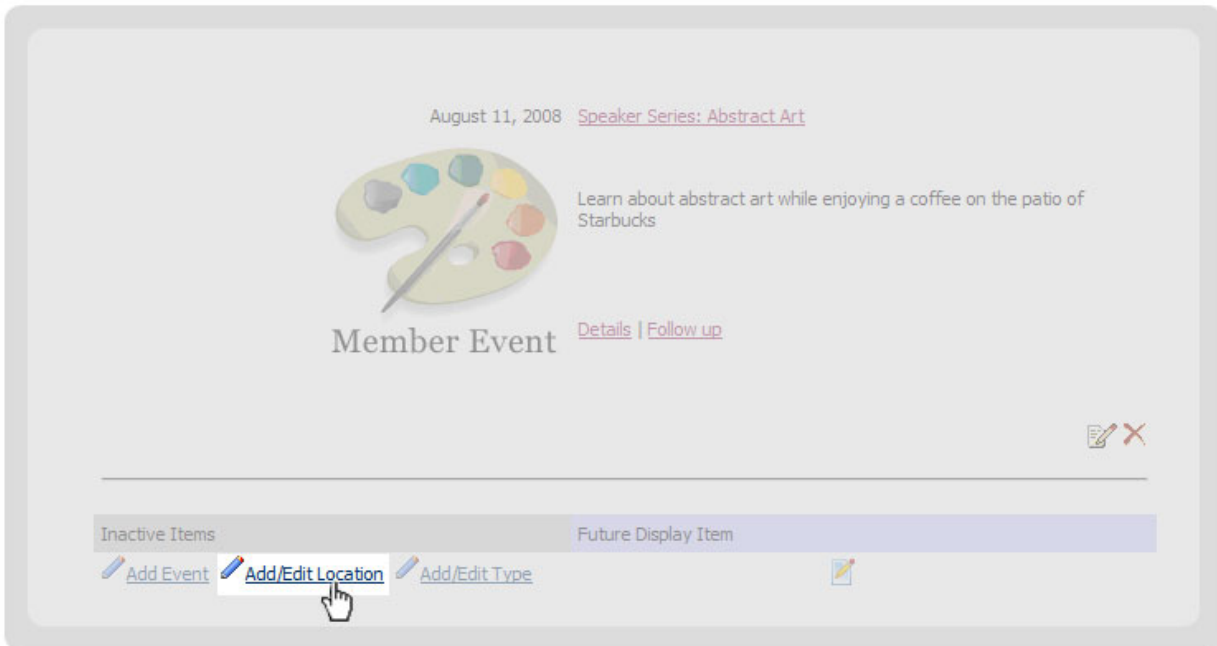 August 11, 2008 Speaker Series: Abstract Art
Learn about abstract art while enjoying a coffee on the patio of
Starbucks
Member Event
Details | Follow up
Inactive Items Future Display Item
Add Event Add/Edit Location Add/Edit Type